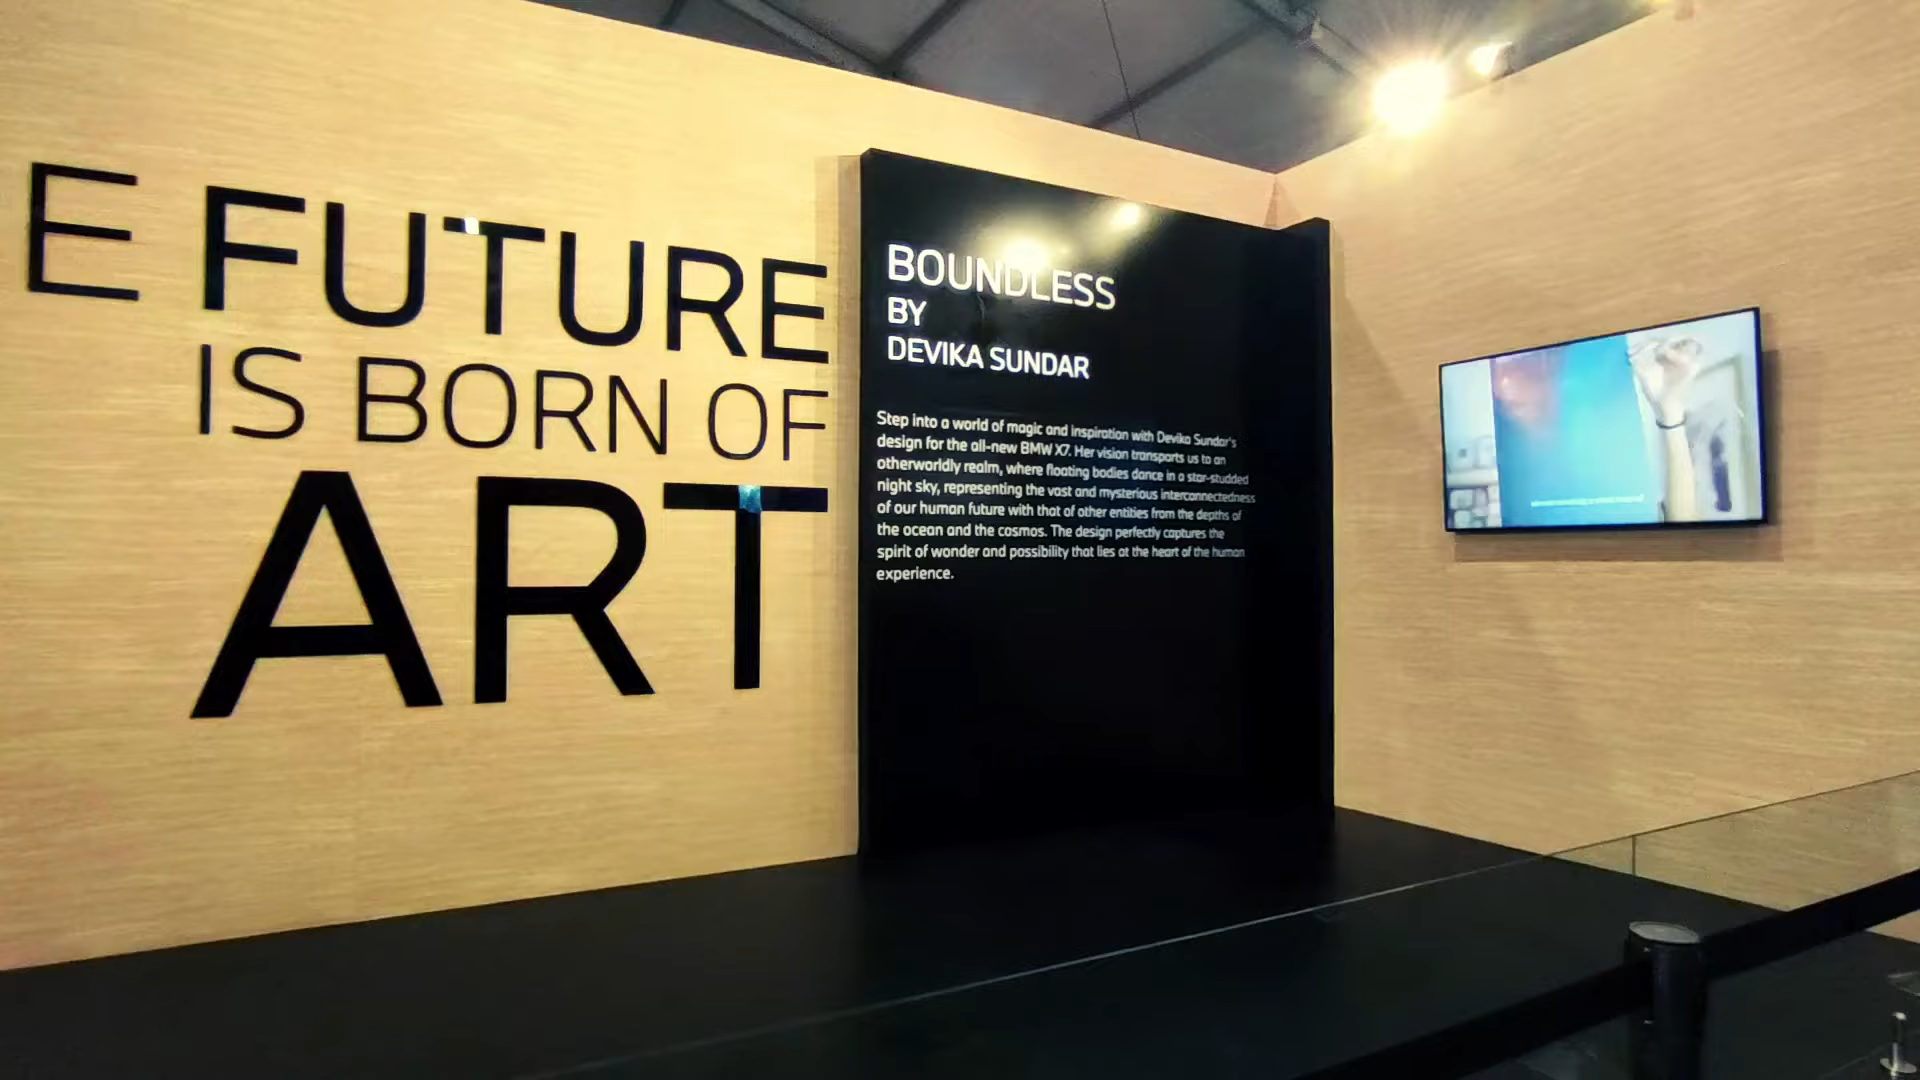 E FUTURE
IS BORN OF
ART
BOUNDLESS
BY
DEVIKA SUNDAR
Step into a world of magic and inspiration with Devika Sundar's
design for the all-new BMW X7. Her vision transports us to an
otherworldly realm, where floating bodies dance in a star-studded
night sky, representing the vast and mysterious interconnectedness
of our human future with that of other entities from the depths of
the ocean and the cosmos. The design perfectly captures the
spirit of wonder and possibility that lies at the heart of the human
experience.